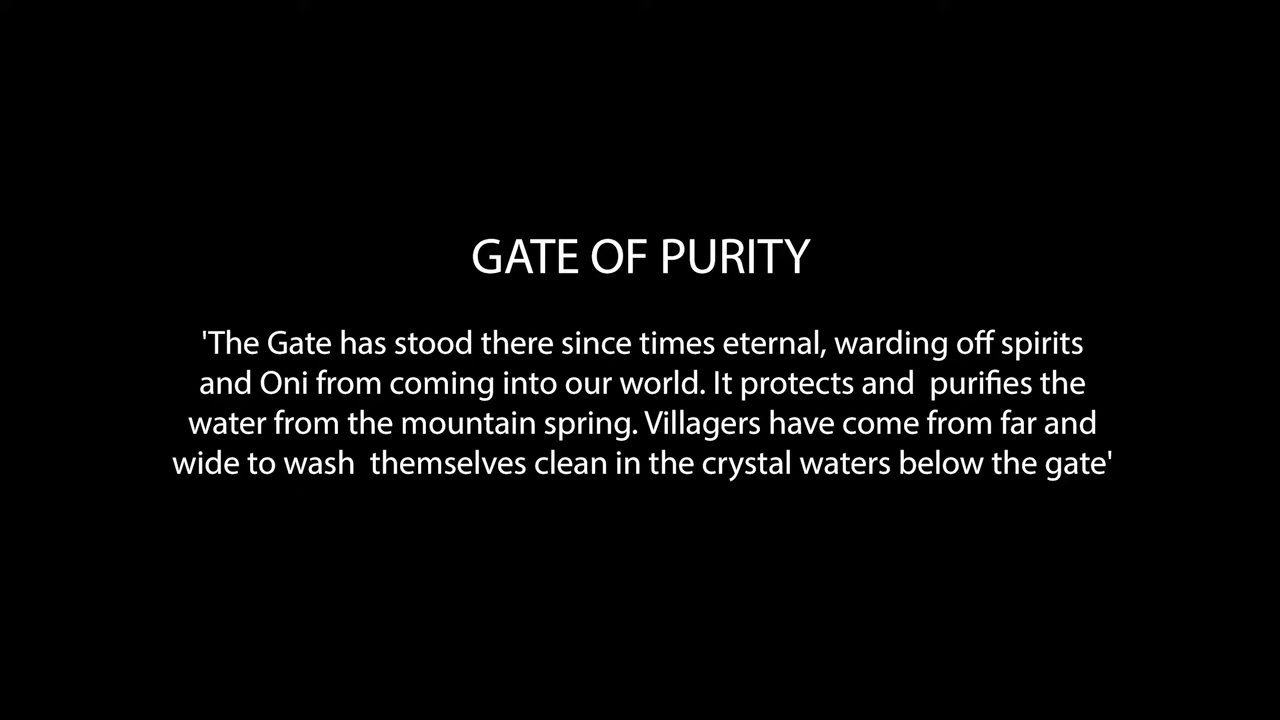 GATE OF PURITY
'The Gate has stood there since times eternal, warding off spirits
and Oni from coming into our world. It protects and  purifies the
water from the mountain spring. Villagers have come from far and
wide to wash  themselves clean in the crystal waters below the gate'